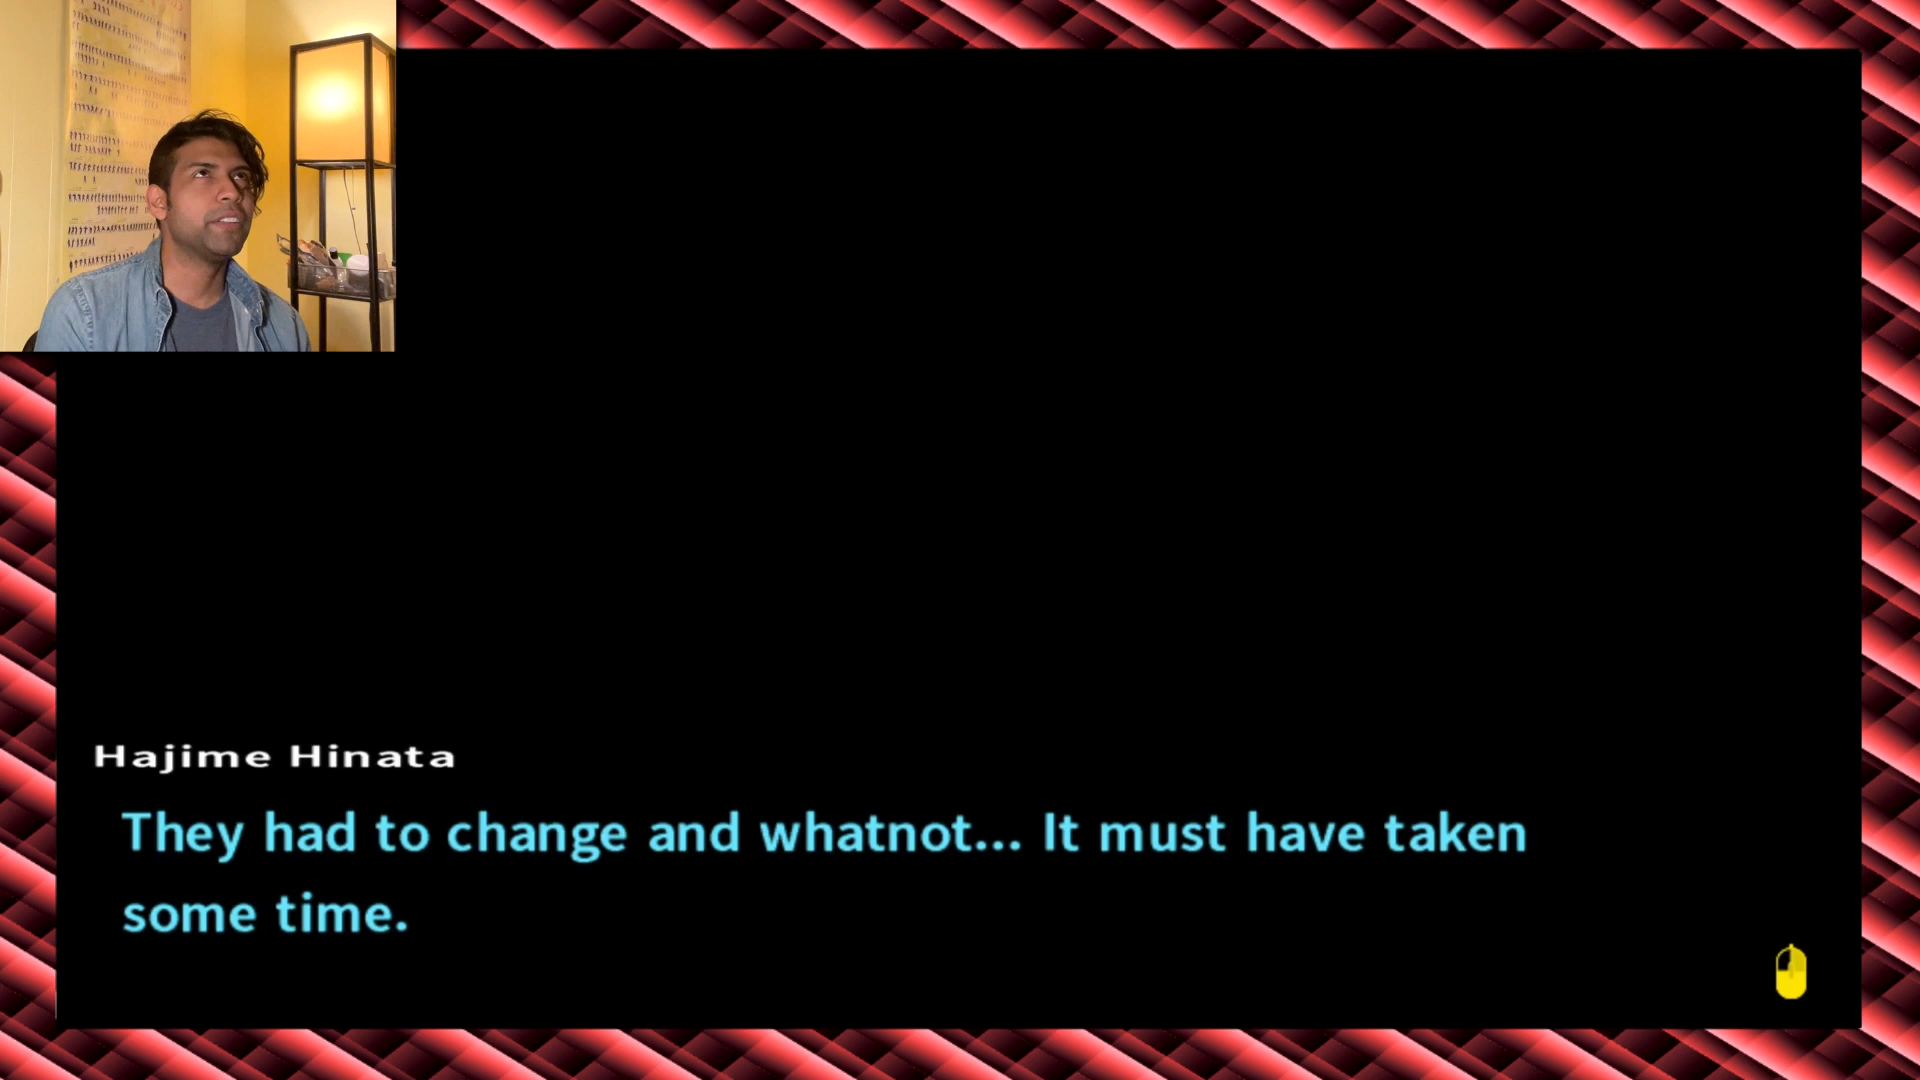 Hajime Hinata
They had to change and whatnot... It must have taken
some time.